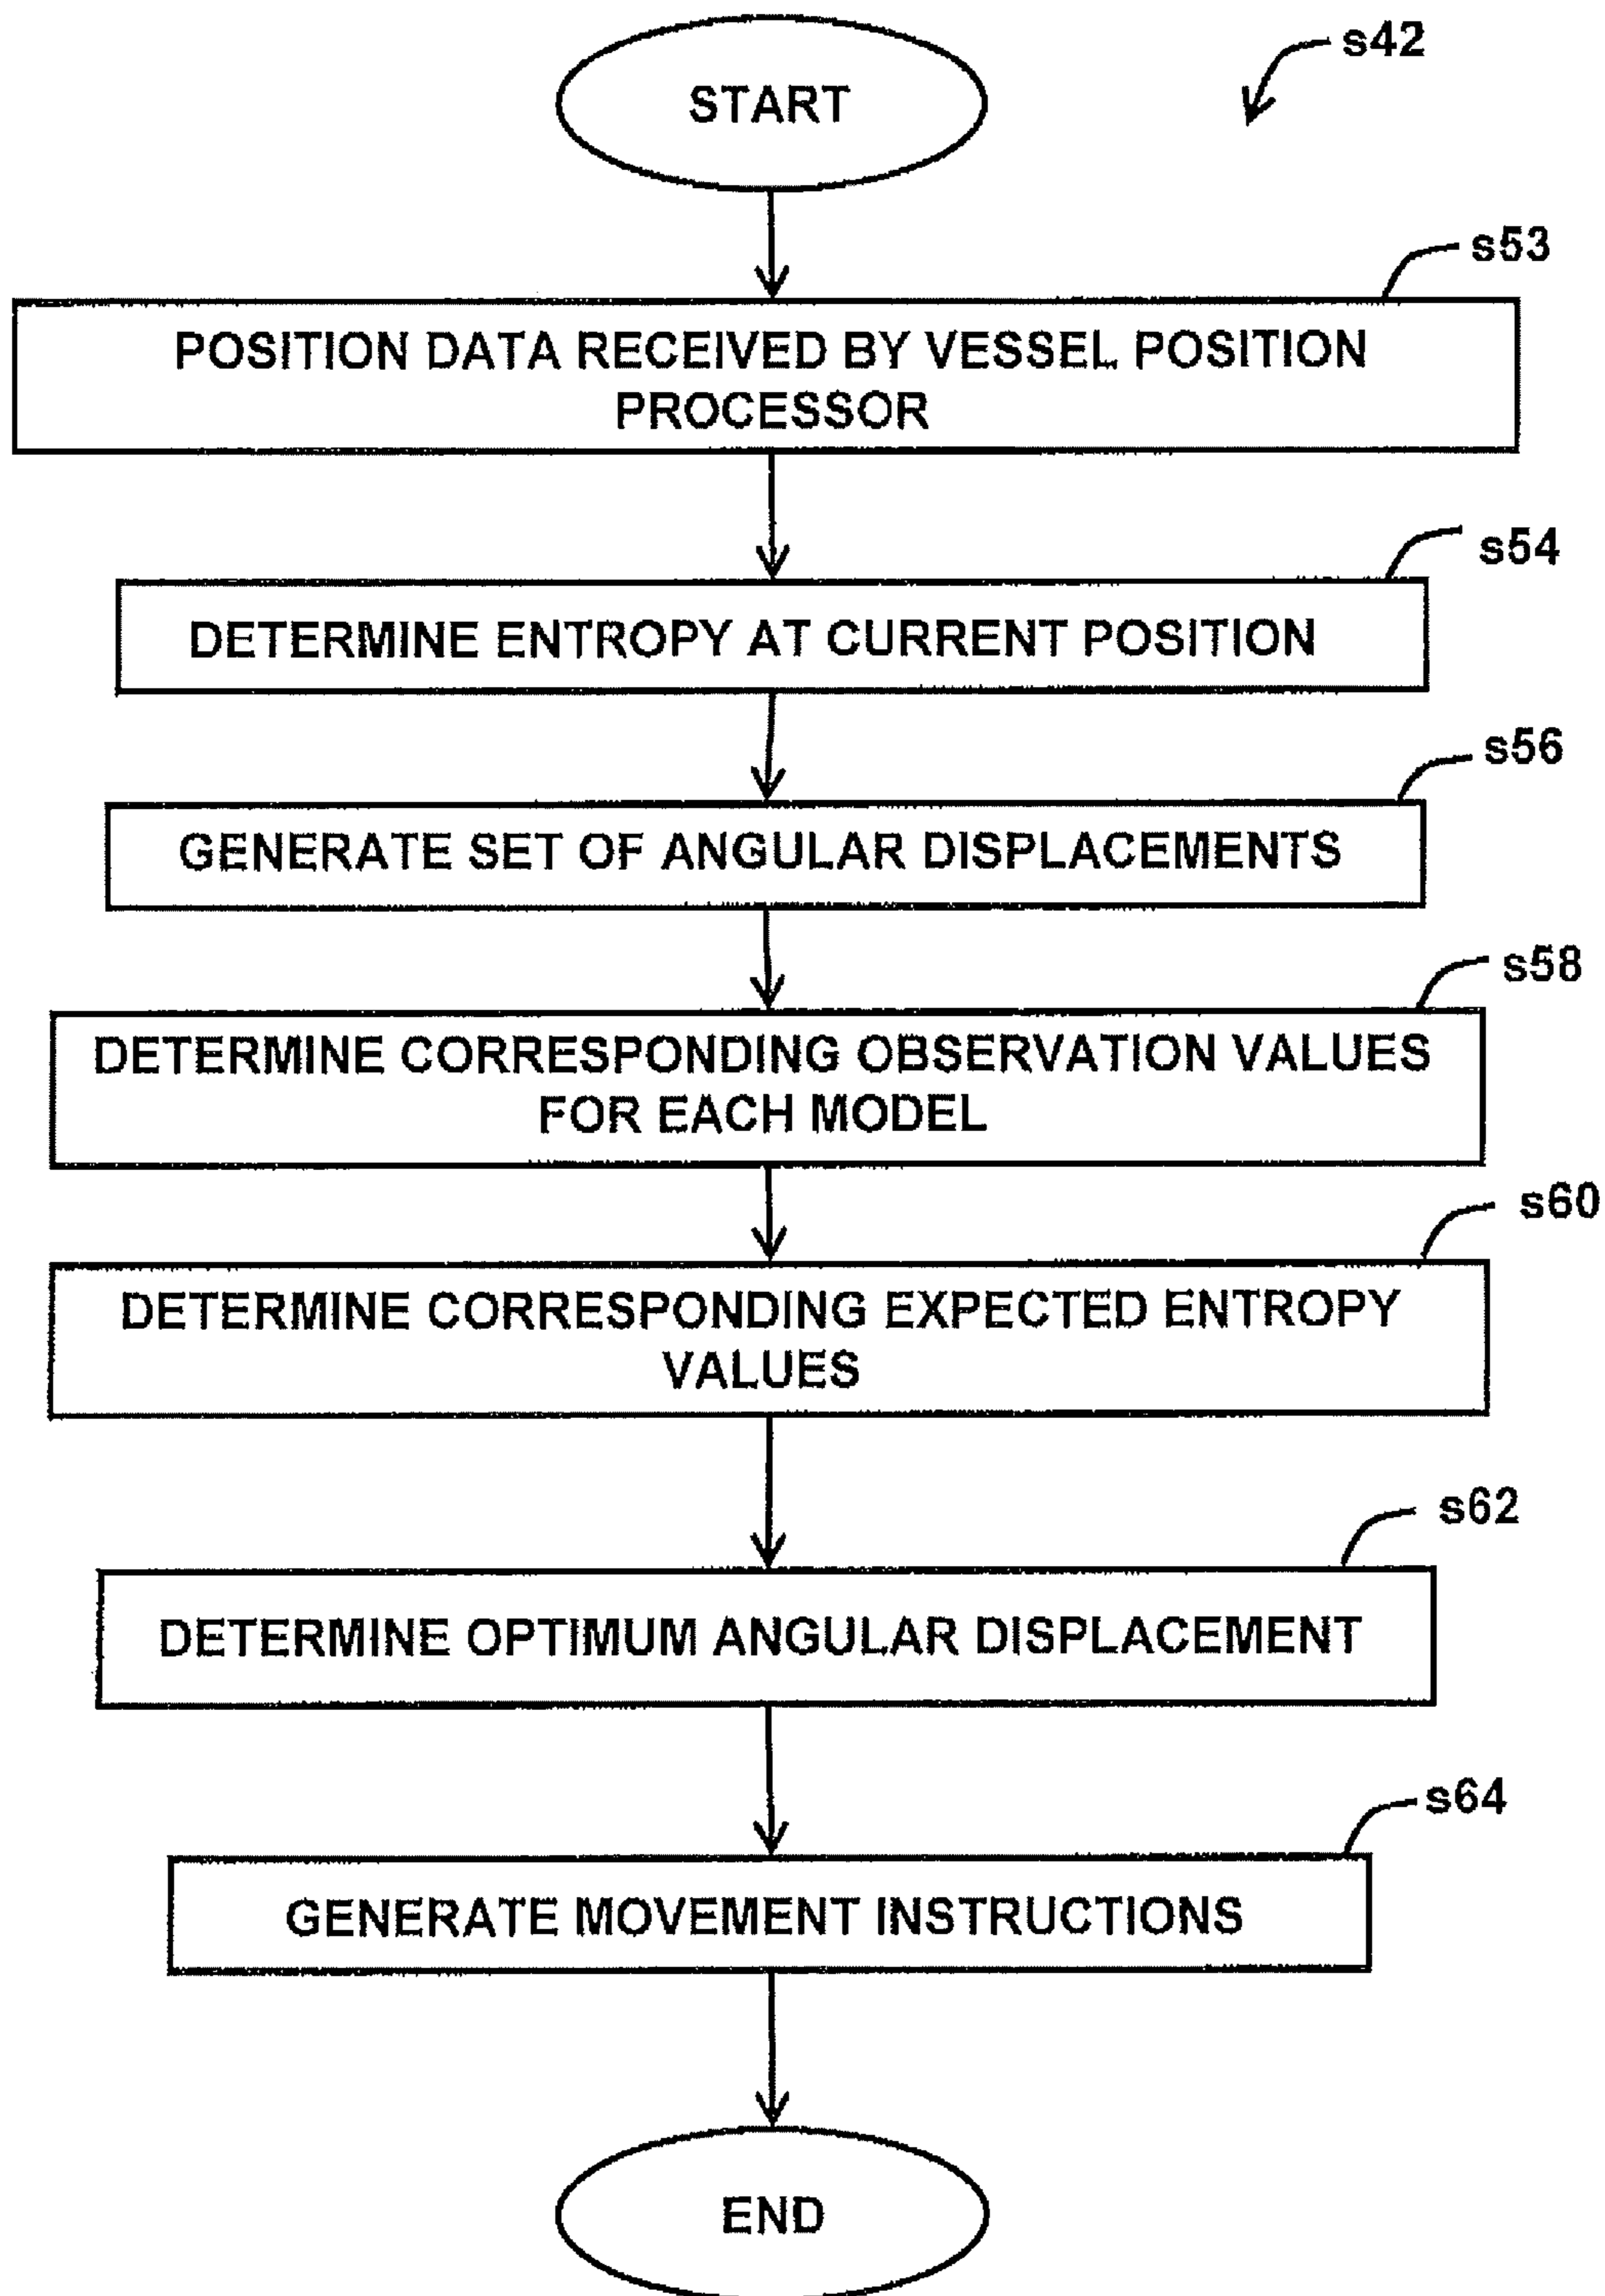 START
s42
s53
POSITION DATA RECEIVED BY VESSEL POSITION
PROCESSOR
s54
DETERMINE ENTROPY AT CURRENT POSITION
s56
GENERATE SET OF ANGULAR DISPLACEMENTS
s58
DETERMINE CORRESPONDING OBSERVATION VALUES
FOR EACH MODEL
s60
DETERMINE CORRESPONDING EXPECTED ENTROPY
VALUES
s62
DETERMINE OPTIMUM ANGULAR DISPLACEMENT
s64
GENERATE MOVEMENT INSTRUCTIONS
END